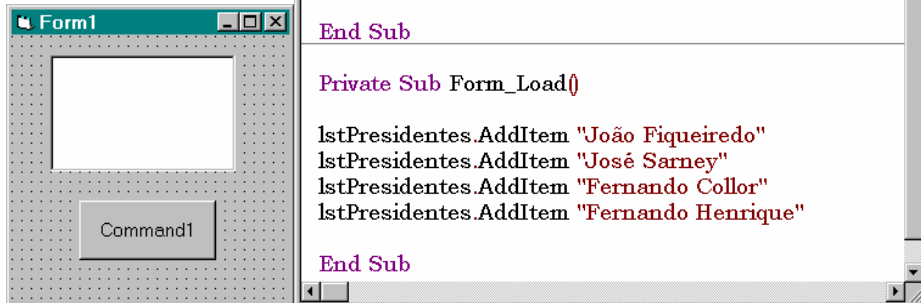 Form1
Command1
End Sub
Private Sub Form_Load()
lstPresidentes.AddItem "João Fiqueiredo"
lstPresidentes.AddItem "José Sarney"
lstPresidentes.AddItem "Fernando Collor"
lstPresidentes.AddItem "Fernando Henrique"
End Sub